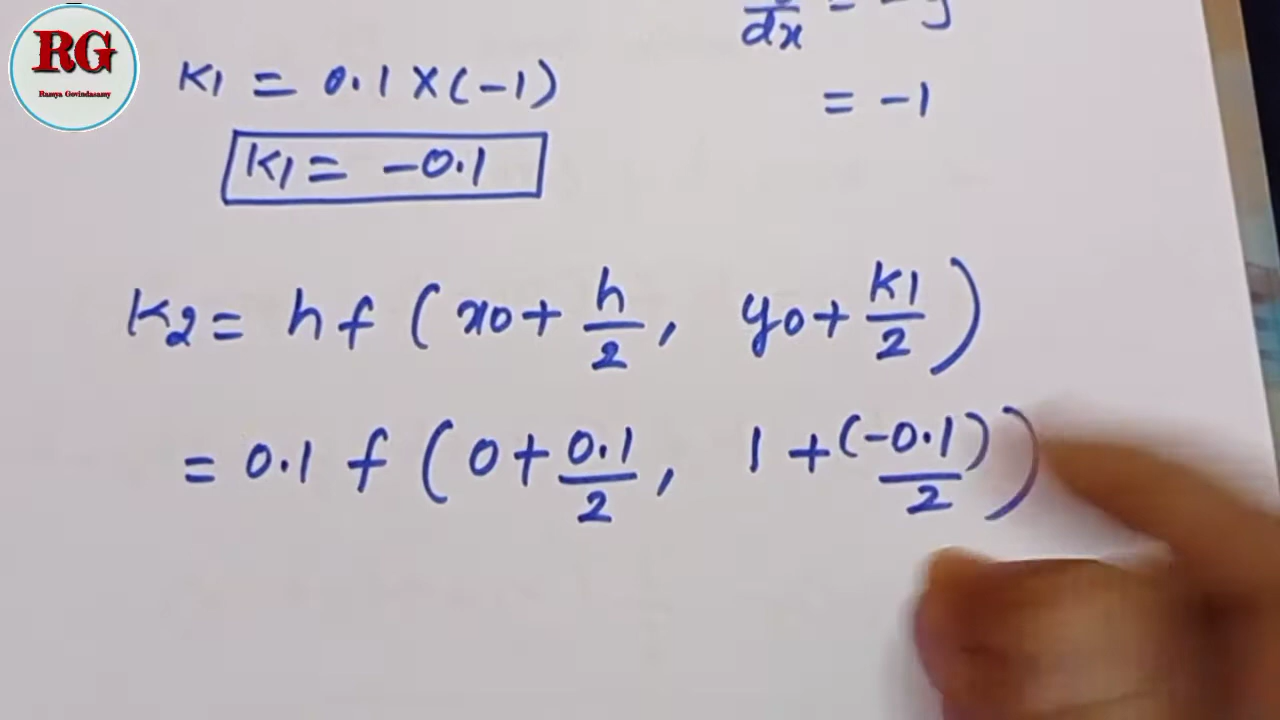 RG
Ramya Govindasamy
dx
= -1
K1 = 0.1 × (-1)
K1 = -0.1
K2 = hf (x0 + h/2, y0 + K1/2)
= 0.1 f (0 + 0.1/2, 1 + (-0.1)/2)